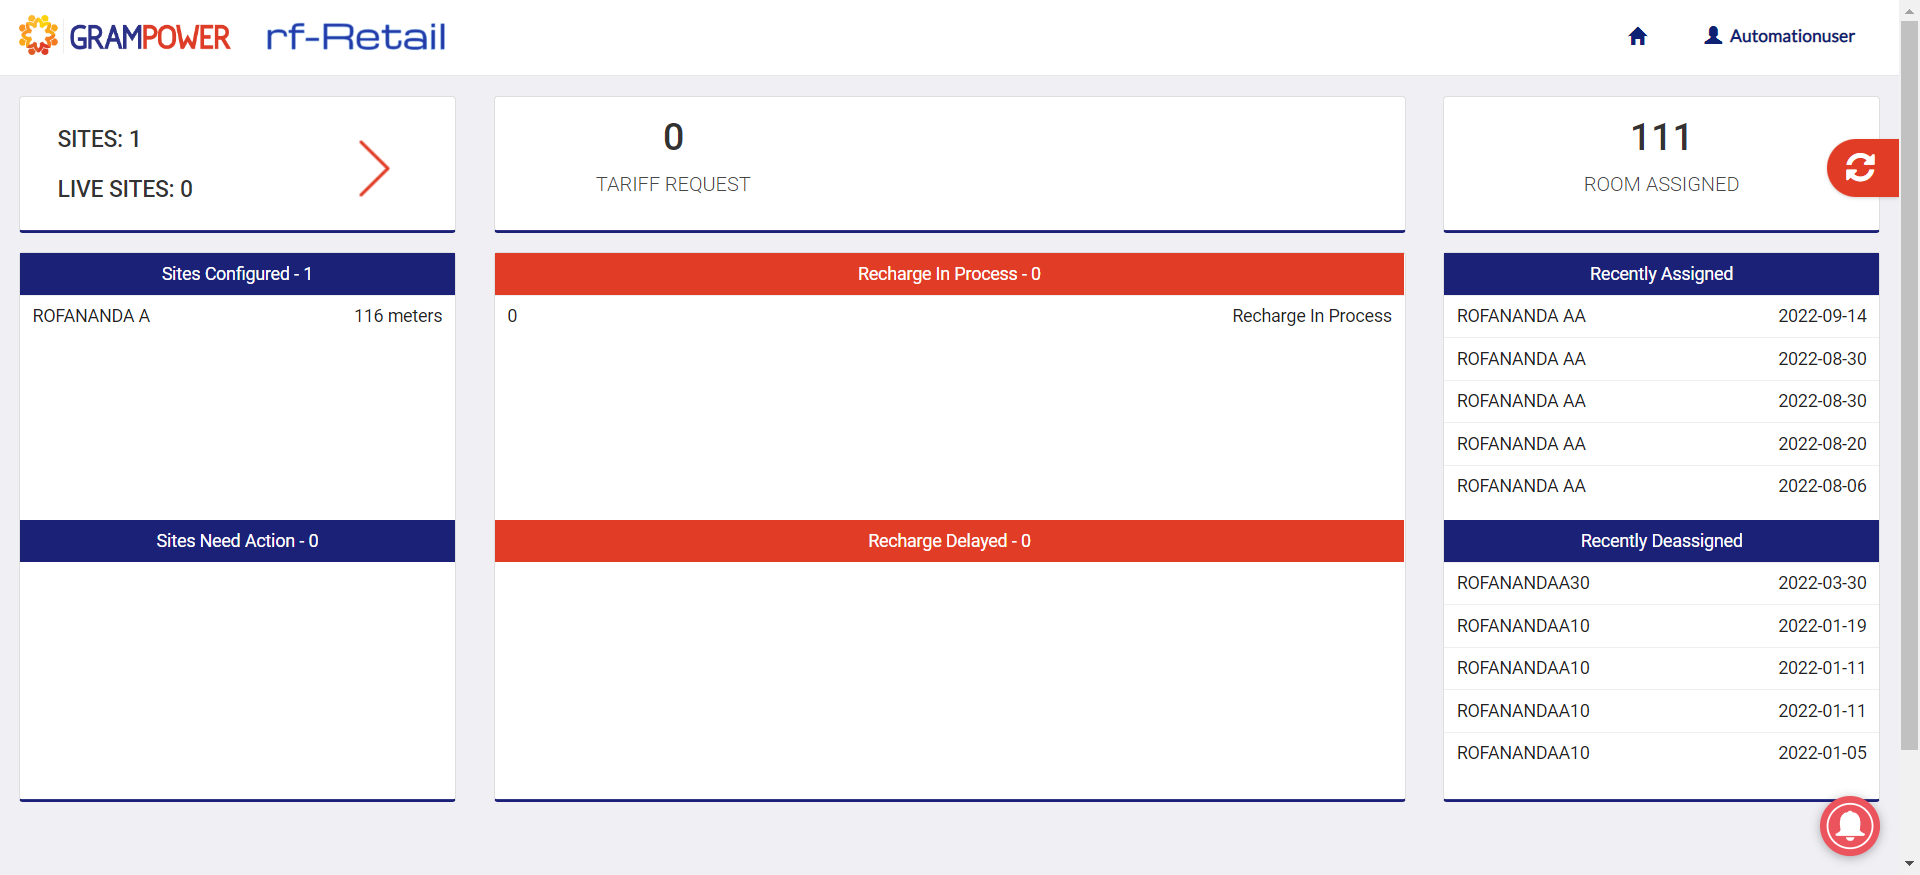 GRAMPOWER rf-Retail Automationuser
SITES: 1
LIVE SITES: 0
0
TARIFF REQUEST
111
ROOM ASSIGNED
Sites Configured - 1
ROFANANDA A 116 meters
Sites Need Action - 0
Recharge In Process - 0
0 Recharge In Process
Recharge Delayed - 0
Recently Assigned
ROFANANDA AA 2022-09-14
ROFANANDA AA 2022-08-30
ROFANANDA AA 2022-08-30
ROFANANDA AA 2022-08-20
ROFANANDA AA 2022-08-06
Recently Deassigned
ROFANANDAA30 2022-03-30
ROFANANDAA10 2022-01-19
ROFANANDAA10 2022-01-11
ROFANANDAA10 2022-01-11
ROFANANDAA10 2022-01-05